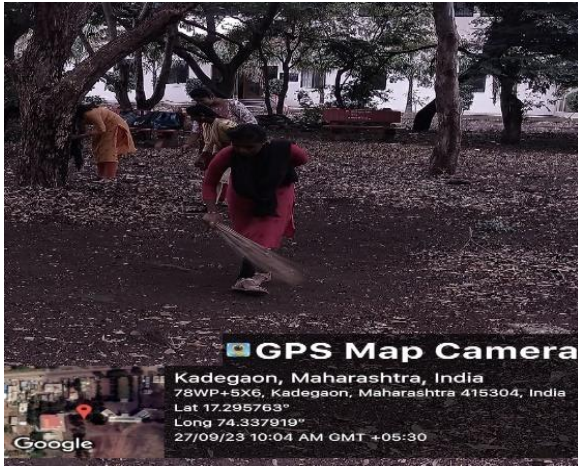 GPS Map Camera
Kadegaon, Maharashtra, India
78WP+5X6, Kadegaon, Maharashtra 415304, India
Lat 17.295763°
Long 74.337919°
27/09/23 10:04 AM GMT +05:30
Google